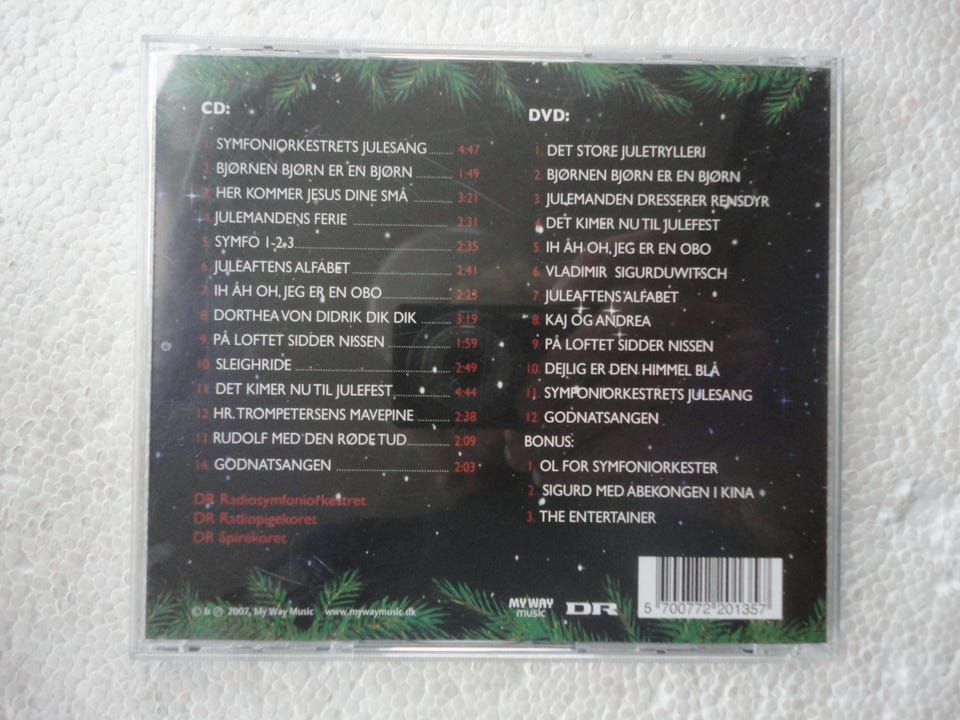 CD:
1. SYMFONIORKESTRETS JULESANG ....... 4:47
2. BJØRNEN BJØRN ER EN BJØRN ........... 1:49
3. HER KOMMER JESUS DINE SMÅ ............ 3:21
4. JULEMANDENS FERIE ............................ 2:31
5. SYMFO 1-2-3 .......................................... 2:35
6. JULEAFTENS ALFABET ........................... 2:41
7. IH ÅH OH, JEG ER EN OBO .................. 2:23
8. DORTHEA VON DIDRIK DIK DIK ........ 3:19
9. PÅ LOFTET SIDDER NISSEN .................. 1:59
10. SLEIGHRIDE .......................................... 2:49
11. DET KIMER NU TIL JULEFEST ............... 4:44
12. HR. TROMPETERSENS MAVEPINE ......... 2:38
13. RUDOLF MED DEN RØDE TUD ............ 2:09
14. GODNATSANGEN ............................... 2:03
DR Radiosymfoniorkestret
DR Radiopigekoret
DR Spirekoret
DVD:
1. DET STORE JULETRYLLERI
2. BJØRNEN BJØRN ER EN BJØRN
3. JULEMANDEN DRESSERER RENSDYR
4. DET KIMER NU TIL JULEFEST
5. IH ÅH OH, JEG ER EN OBO
6. VLADIMIR SIGURDUWITSCH
7. JULEAFTENS ALFABET
8. KAJ OG ANDREA
9. PÅ LOFTET SIDDER NISSEN
10. DEJLIG ER DEN HIMMEL BLÅ
11. SYMFONIORKESTRETS JULESANG
12. GODNATSANGEN
BONUS:
1. OL FOR SYMFONIORKESTER
2. SIGURD MED ABEKONGEN I KINA
3. THE ENTERTAINER
© & ℗ 2007, My Way Music www.mywaymusic.dk
MY WAY
music
DR
5 700772 201357